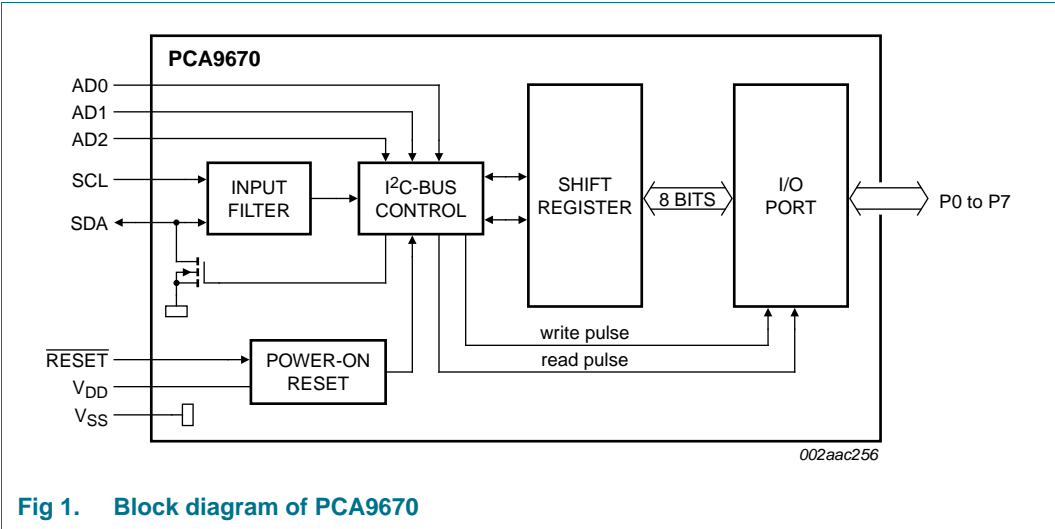 PCA9670
AD0
AD1
AD2
SCL
SDA
INPUT
FILTER
I²C-BUS
CONTROL
SHIFT
REGISTER
8 BITS
I/O
PORT
P0 to P7
write pulse
read pulse
R̅E̅S̅E̅T̅
VDD
VSS
POWER-ON
RESET
002aac256
Fig 1. Block diagram of PCA9670